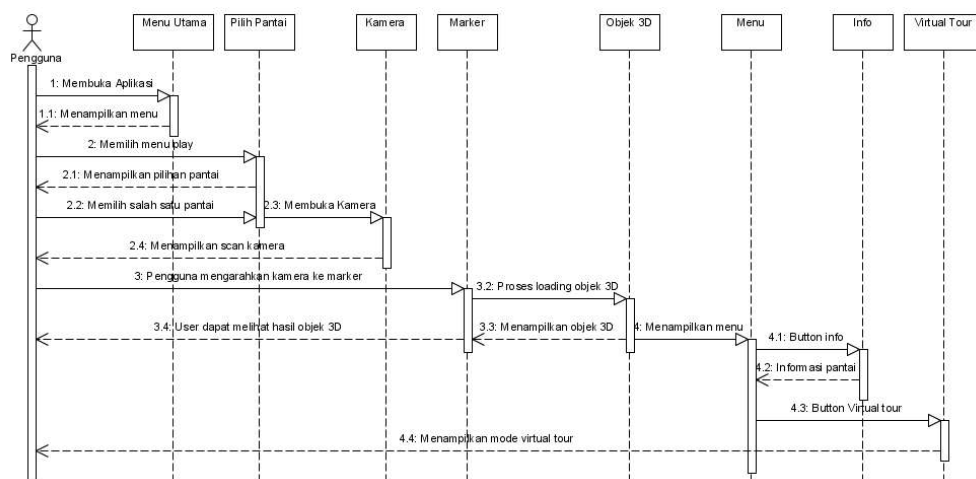 Menu Utama
Pilih Pantai
Kamera
Marker
Objek 3D
Menu
Info
Virtual Tour
Pengguna
1: Membuka Aplikasi
1.1: Menampilkan menu
2: Memilih menu play
2.1: Menampilkan pilihan pantai
2.2: Memilih salah satu pantai
2.3: Membuka Kamera
2.4: Menampilkan scan kamera
3: Pengguna mengarahkan kamera ke marker
3.2: Proses loading objek 3D
3.4: User dapat melihat hasil objek 3D
3.3: Menampilkan objek 3D
4: Menampilkan menu
4.1: Button info
4.2: Informasi pantai
4.3: Button Virtual tour
4.4: Menampilkan mode virtual tour